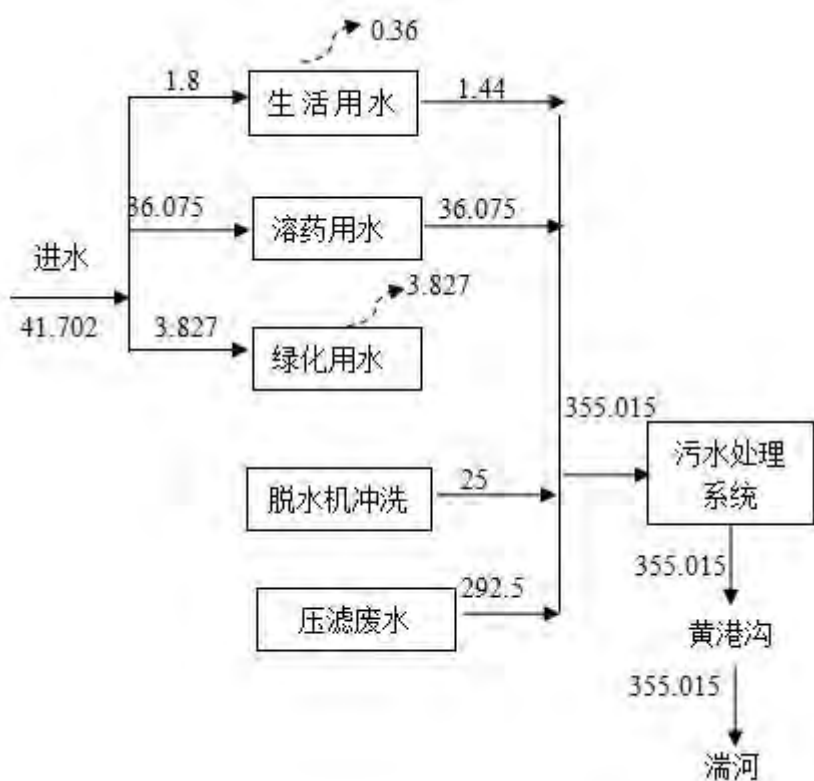 0.36
1.8
生活用水
1.44
36.075
溶药用水
36.075
进水
41.702
3.827
3.827
绿化用水
355.015
污水处理
系统
脱水机冲洗
25
355.015
292.5
压滤废水
黄港沟
355.015
湍河